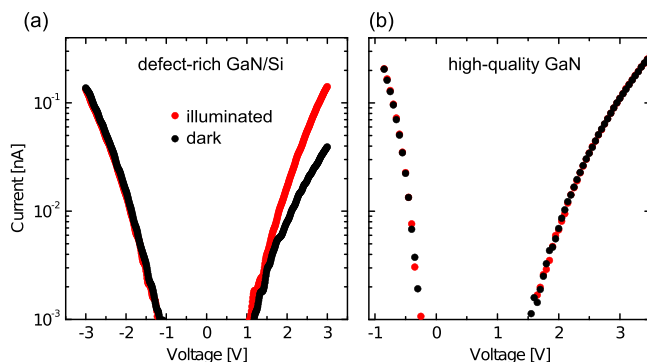 (a)
(b)
defect-rich GaN/Si
high-quality GaN
illuminated
dark
Current [nA]
10⁻¹
10⁻²
10⁻³
-3 -2 -1 0 1 2 3
-1 0 1 2 3
Voltage [V]
Voltage [V]